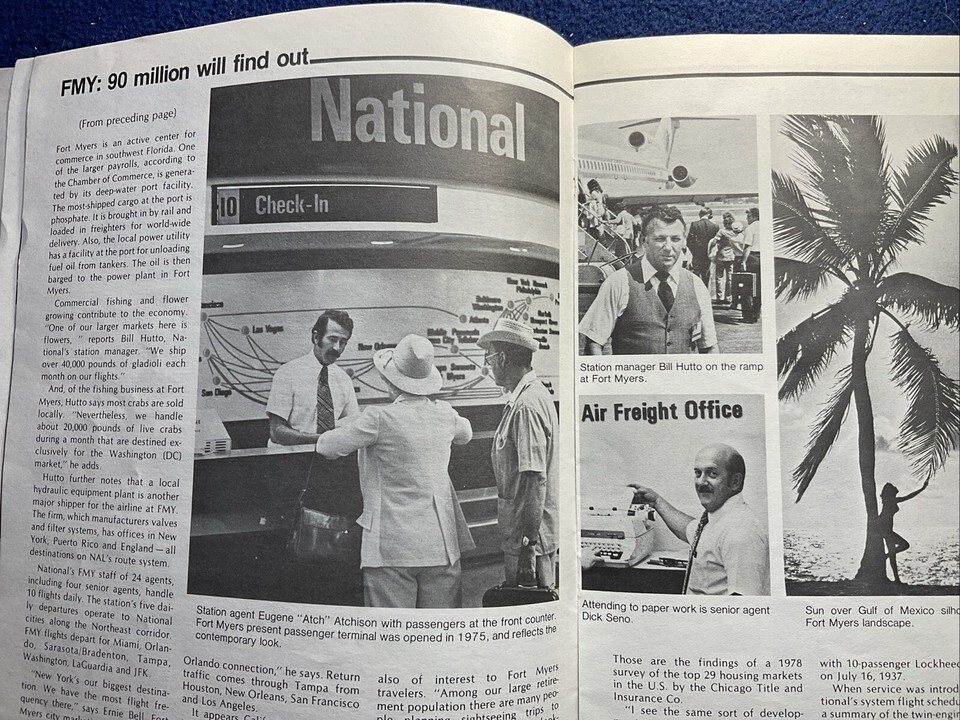 FMY: 90 million will find out
(From preceding page)
Fort Myers is an active center for
commerce in southwest Florida. One
of the larger payrolls, according to
the Chamber of Commerce, is genera-
ted by its deep-water port facility.
The most-shipped cargo at the port is
phosphate. It is brought in by rail and
loaded in freighters for world-wide
delivery. Also, the local power utility
has a facility at the port for unloading
fuel oil from tankers. The oil is then
barged to the power plant in Fort
Myers.
Commercial fishing and flower
growing contribute to the economy.
"One of our larger markets here is
flowers, " reports Bill Hutto, Na-
tional's station manager. "We ship
over 40,000 pounds of gladioli each
month on our flights."
And, of the fishing business at Fort
Myers, Hutto says most crabs are sold
locally. "Nevertheless, we handle
about 20,000 pounds of live crabs
during a month that are destined ex-
clusively for the Washington (DC)
market," he adds.
Hutto further notes that a local
hydraulic equipment plant is another
major shipper for the airline at FMY.
The firm, which manufacturers valves
and filter systems, has offices in New
York, Puerto Rico and England — all
destinations on NAL's route system.
National's FMY staff of 24 agents,
including four senior agents, handle
10 flights daily. The station's five dai-
ly departures operate to National
cities along the Northeast corridor.
FMY flights depart for Miami, Orlan-
do, Sarasota/Bradenton, Tampa,
Washington, LaGuardia and JFK.
"New York's our biggest destina-
tion. We have the most flight fre-
quency there," says Ernie Bell, Fort
Myers city
National
10 Check-In
Las Vegas
San Diego
New Orleans
Atlanta
Baltimore
Washington
New York Newark
Philadelphia
Norfolk
Newport News
Sarasota
Station agent Eugene "Atch" Atchison with passengers at the front counter.
Fort Myers present passenger terminal was opened in 1975, and reflects the
contemporary look.
Orlando connection," he says. Return
traffic comes through Tampa from
Houston, New Orleans, San Francisco
and Los Angeles.
It appears
also of interest to Fort Myers
travelers. "Among our large retire-
ment population there are many peo-
ple planning sightseeing trips to
Station manager Bill Hutto on the ramp
at Fort Myers.
Air Freight Office
Attending to paper work is senior agent
Dick Seno.
Sun over Gulf of Mexico
Fort Myers landscape.
Those are the findings of a 1978
survey of the top 29 housing markets
in the U.S. by the Chicago Title and
Insurance Co.
"I see the same sort of develop-
with 10-passenger
on July 16, 1937.
When service was
tional's system flight
a summary of the